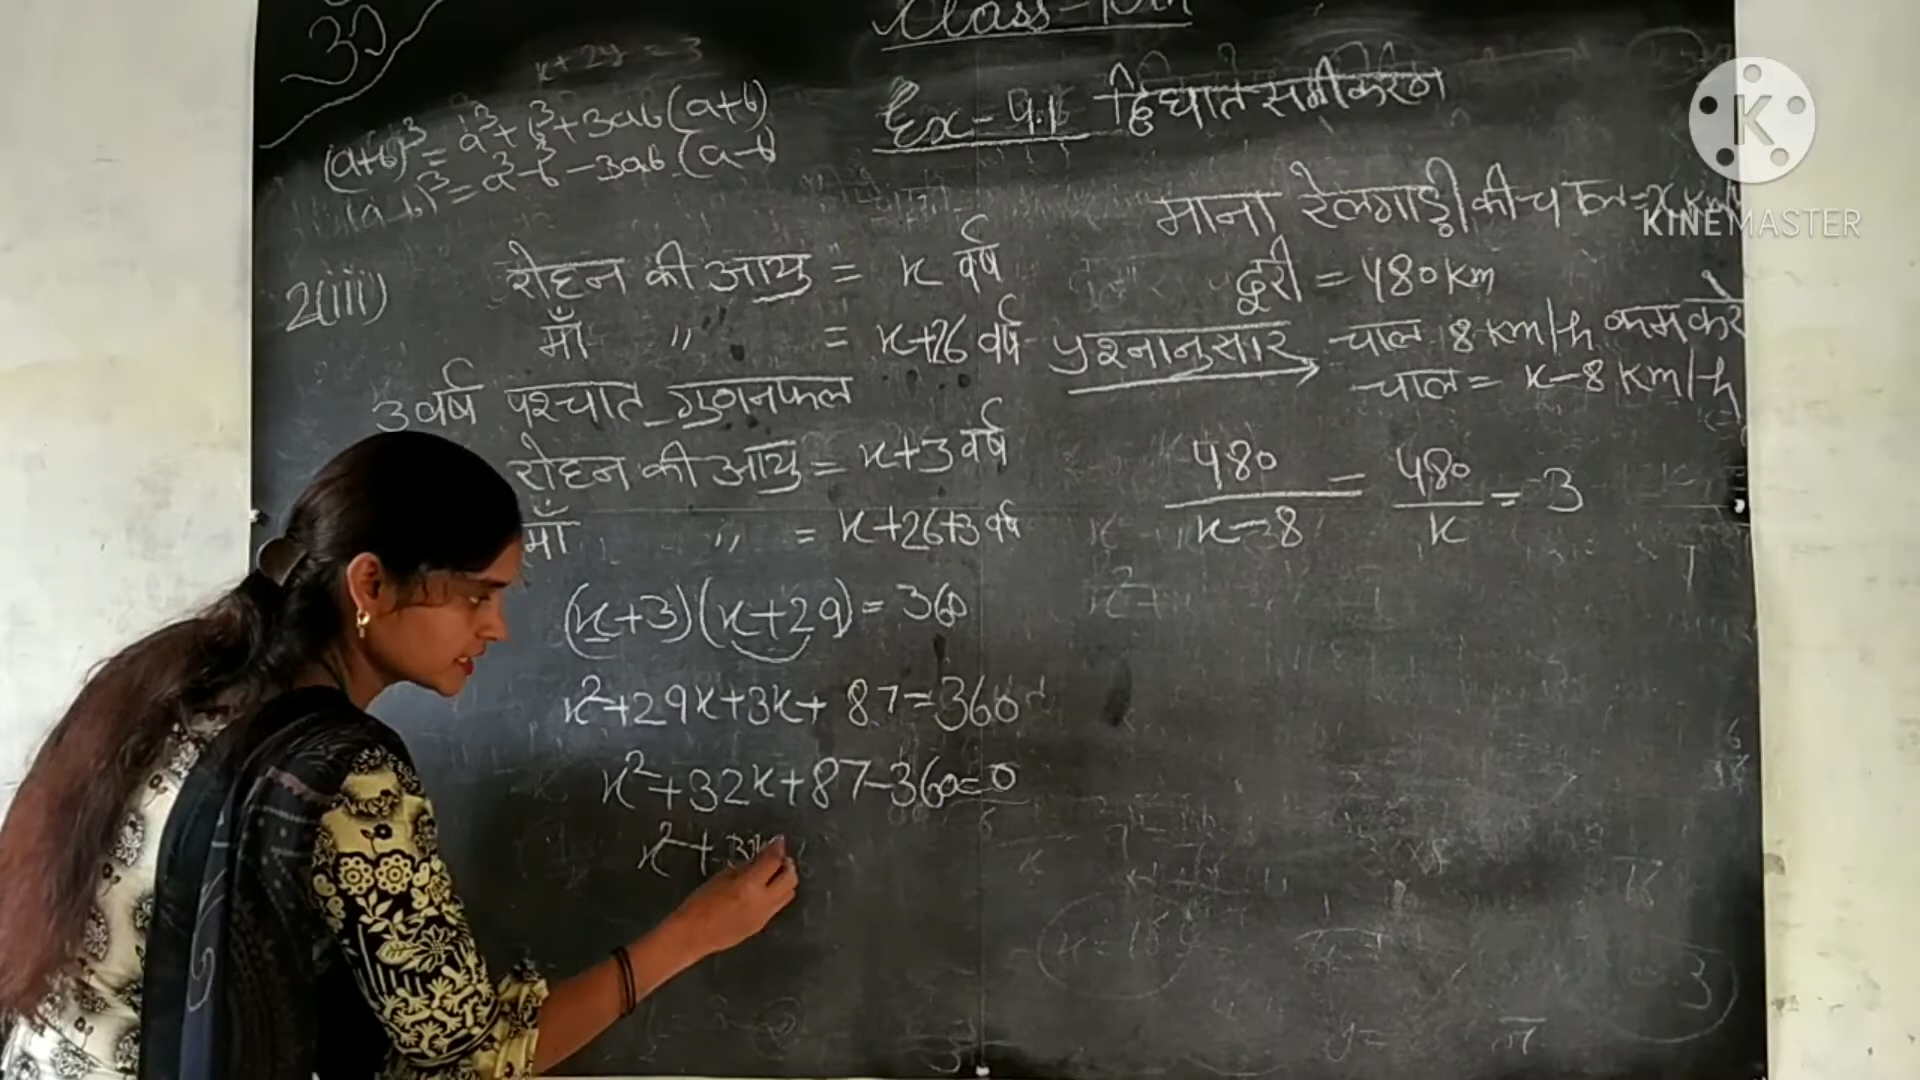 ॐ
Class-10th
x+2y = 3
(a+b)³ = a³+b³+3ab(a+b)
(a-b)³ = a³-b³-3ab(a-b
Ex-4.1 द्विघात समीकरण
2(iii)
रोहन की आयु = x वर्ष
माँ " = x+26 वर्ष
3 वर्ष पश्चात गुणनफल
रोहन की आयु = x+3 वर्ष
माँ " = x+26+3 वर्ष
(x+3)(x+29) = 360
x²+29x+3x+ 87=360
x²+32x+87-360=0
x²+32x
माना रेलगाड़ी की चाल = x km/
दूरी = 480 km
प्रश्नानुसार चाल 8 km/h कम करे
चाल = x-8 km/h
480/x-8 - 480/x = 3
K
KINEMASTER